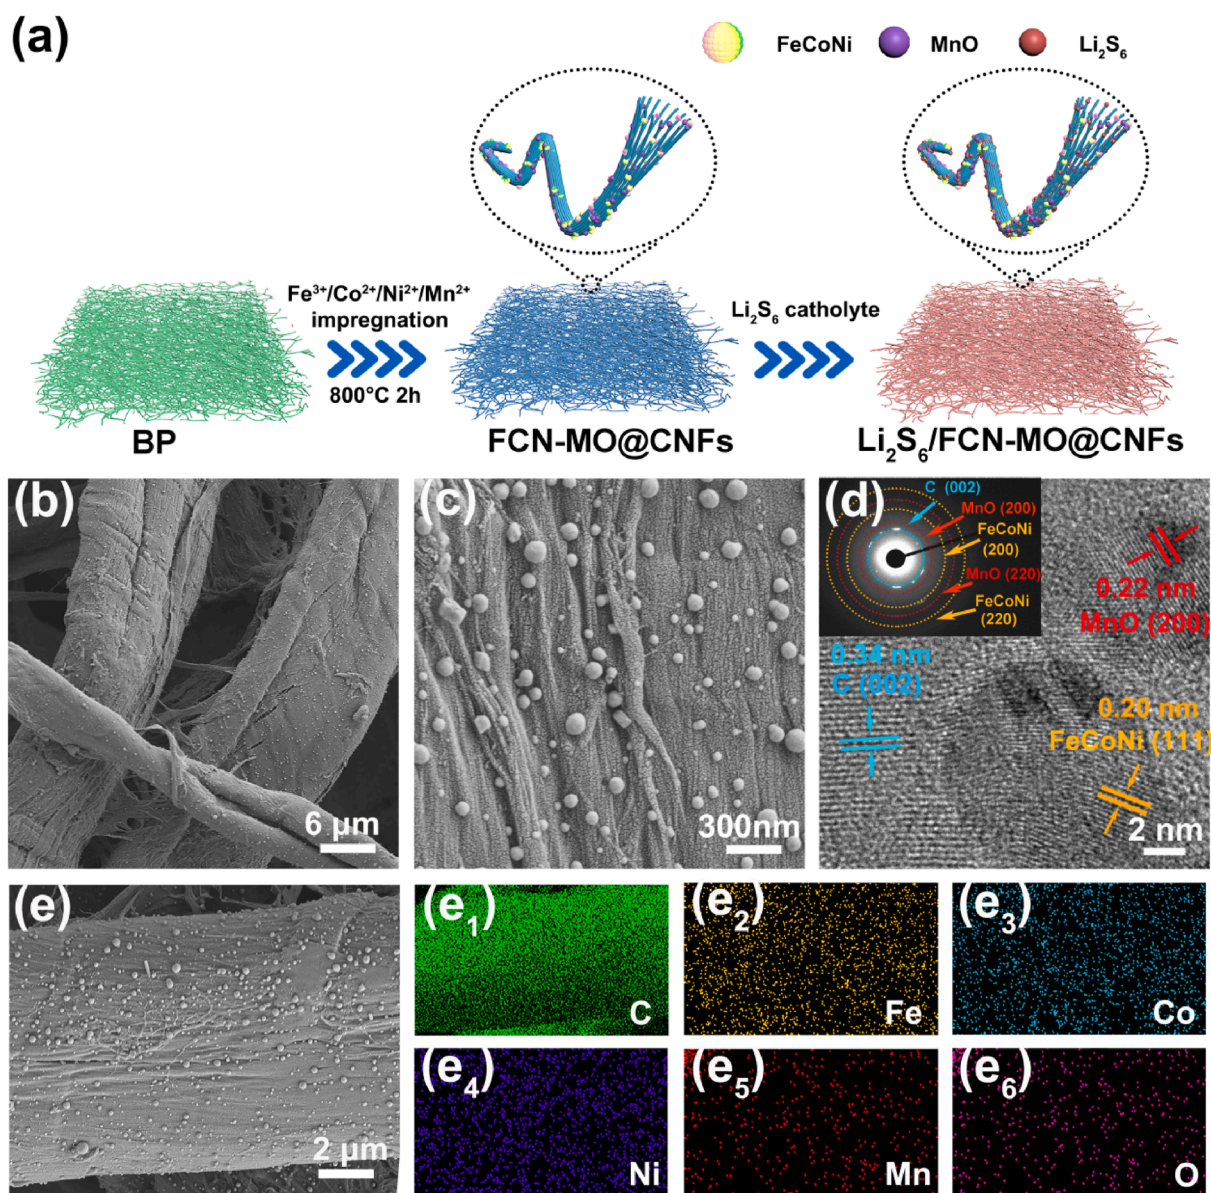 (a)
FeCoNi
MnO
Li₂S₆
Fe³⁺/Co²⁺/Ni²⁺/Mn²⁺
impregnation
800°C 2h
Li₂S₆ catholyte
BP
FCN-MO@CNFs
Li₂S₆/FCN-MO@CNFs
(b)
6 μm
(c)
300nm
(d)
C (002)
MnO (200)
FeCoNi
(200)
MnO (220)
FeCoNi
(220)
0.22 nm
MnO (200)
0.34 nm
C (002)
0.20 nm
FeCoNi (111)
2 nm
(e)
2 μm
(e₁)
C
(e₂)
Fe
(e₃)
Co
(e₄)
Ni
(e₅)
Mn
(e₆)
O